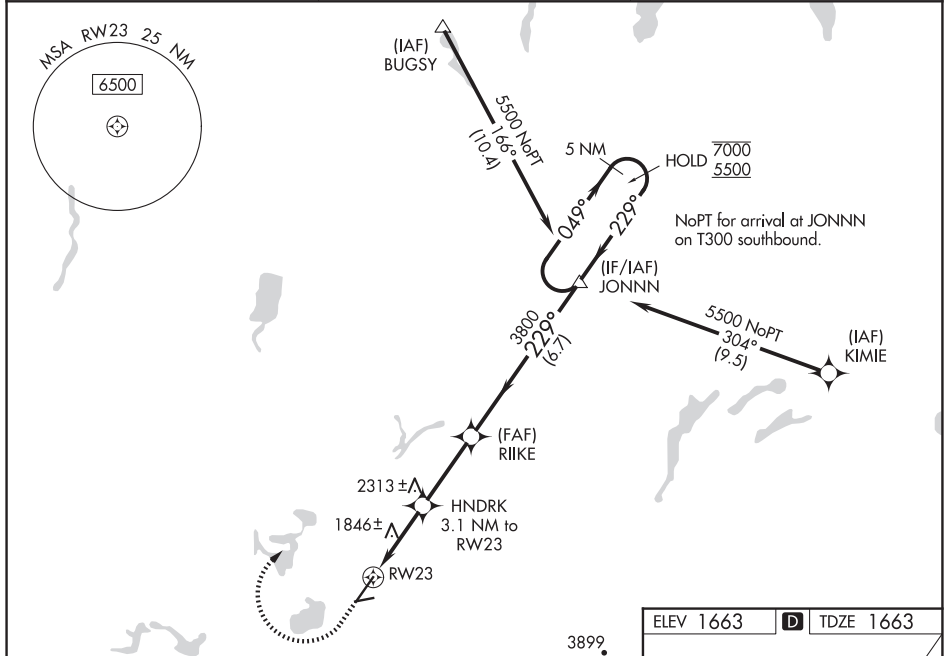 MSA RW23 25 NM
6500
(IAF)
BUGSY
5500 NoPT
166°
(10.4)
5 NM
HOLD 7000
5500
049°
229°
NoPT for arrival at JONNN
on T300 southbound.
(IF/IAF)
JONNN
5500 NoPT
304°
(9.5)
(IAF)
KIMIE
3800
229°
(6.7)
(FAF)
RIIKE
2313±
HNDRK
3.1 NM to
RW23
1846±
RW23
3899
ELEV 1663 D TDZE 1663